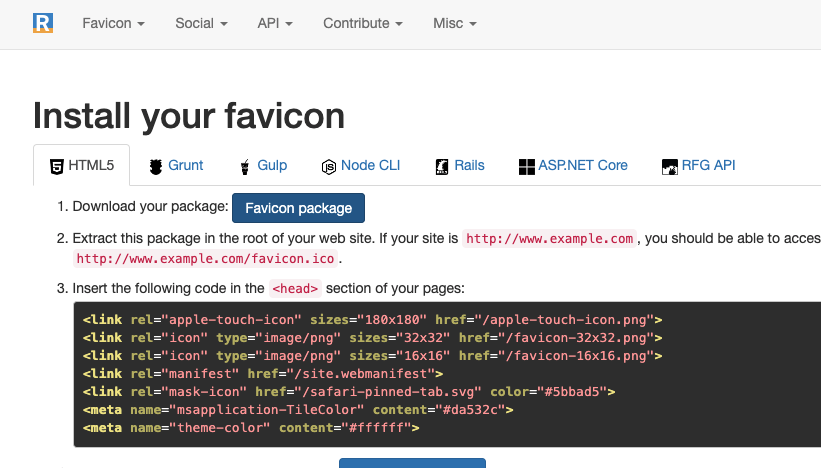 R Favicon Social API Contribute Misc
Install your favicon
HTML5 Grunt Gulp Node CLI Rails ASP.NET Core RFG API
1. Download your package: Favicon package
2. Extract this package in the root of your web site. If your site is http://www.example.com, you should be able to
http://www.example.com/favicon.ico.
3. Insert the following code in the <head> section of your pages:
<link rel="apple-touch-icon" sizes="180x180" href="/apple-touch-icon.png">
<link rel="icon" type="image/png" sizes="32x32" href="/favicon-32x32.png">
<link rel="icon" type="image/png" sizes="16x16" href="/favicon-16x16.png">
<link rel="manifest" href="/site.webmanifest">
<link rel="mask-icon" href="/safari-pinned-tab.svg" color="#5bbad5">
<meta name="msapplication-TileColor" content="#da532c">
<meta name="theme-color" content="#ffffff">